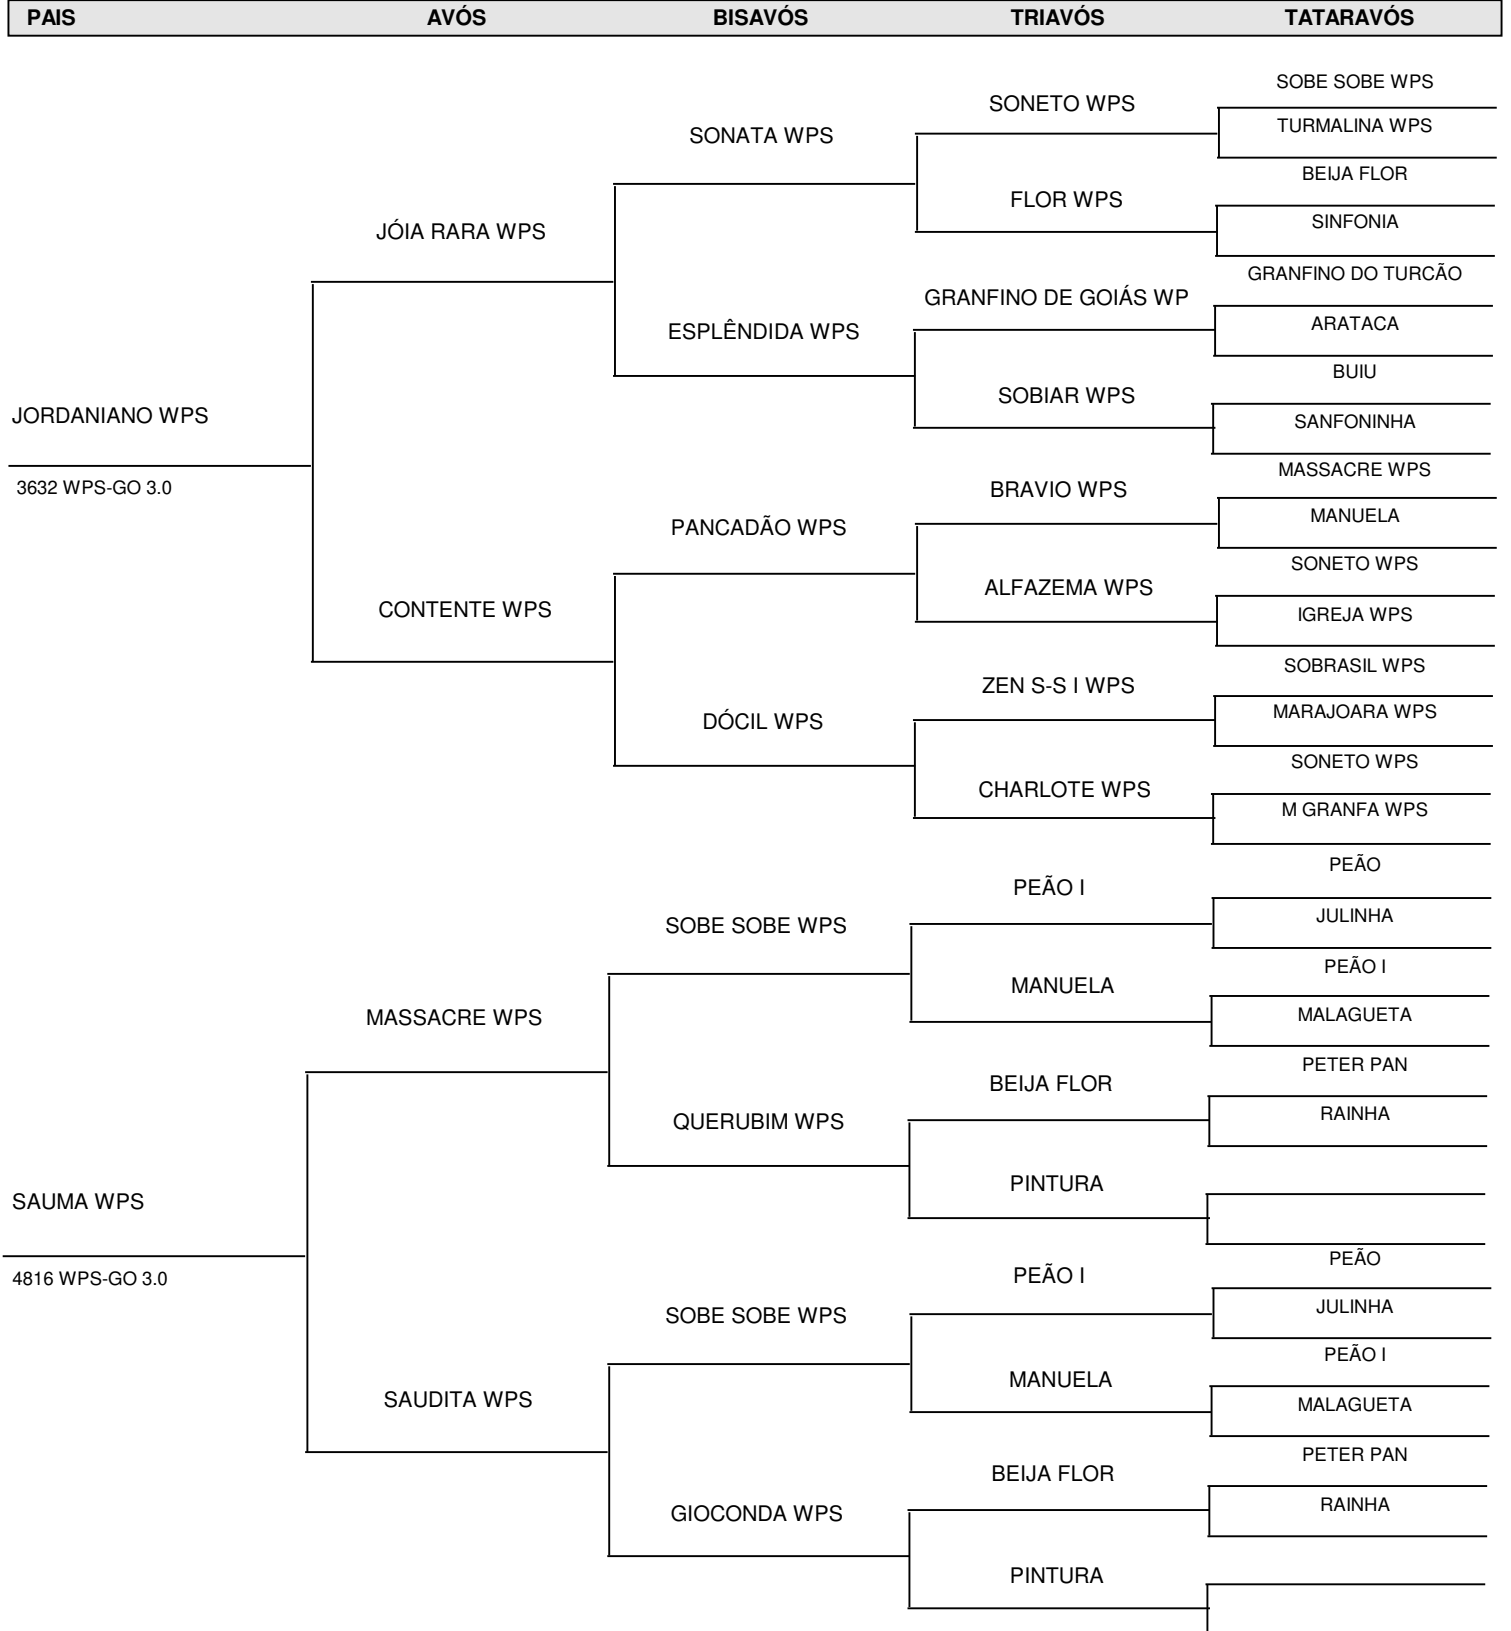 PAIS AVÓS BISAVÓS TRIAVÓS TATARAVÓS
SOBE SOBE WPS
SONETO WPS
TURMALINA WPS
SONATA WPS
BEIJA FLOR
FLOR WPS
SINFONIA
JÓIA RARA WPS
GRANFINO DO TURCÃO
GRANFINO DE GOIÁS WP
ARATACA
ESPLÊNDIDA WPS
BUIU
SOBIAR WPS
JORDANIANO WPS
SANFONINHA
MASSACRE WPS
3632 WPS-GO 3.0
BRAVIO WPS
MANUELA
PANCADÃO WPS
SONETO WPS
ALFAZEMA WPS
CONTENTE WPS
IGREJA WPS
SOBRASIL WPS
ZEN S-S I WPS
MARAJOARA WPS
DÓCIL WPS
SONETO WPS
CHARLOTE WPS
M GRANFA WPS
PEÃO
PEÃO I
JULINHA
SOBE SOBE WPS
PEÃO I
MANUELA
MALAGUETA
MASSACRE WPS
PETER PAN
BEIJA FLOR
RAINHA
QUERUBIM WPS
PINTURA
SAUMA WPS
PEÃO
4816 WPS-GO 3.0
PEÃO I
JULINHA
SOBE SOBE WPS
PEÃO I
MANUELA
SAUDITA WPS
MALAGUETA
PETER PAN
BEIJA FLOR
RAINHA
GIOCONDA WPS
PINTURA